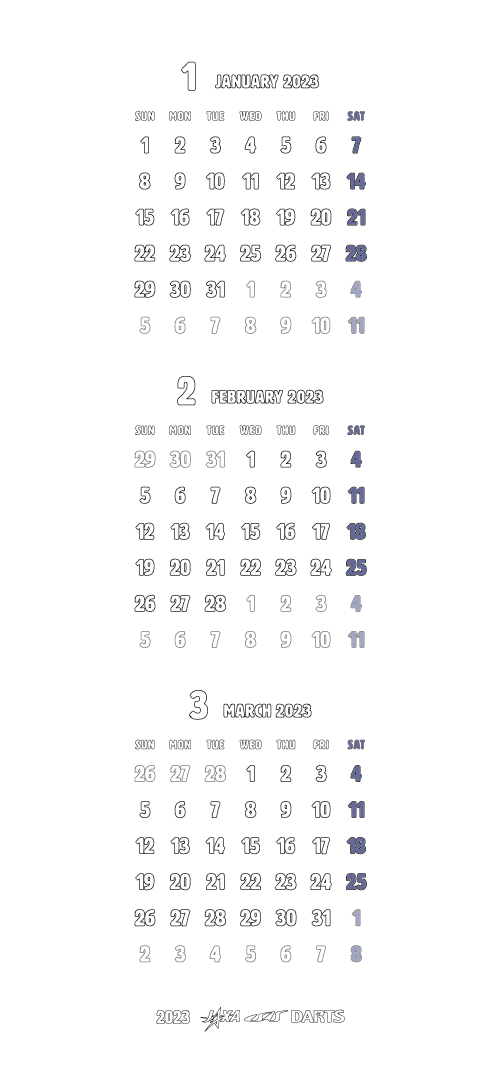 1 JANUARY 2023
SUN MON TUE WED THU FRI SAT
1 2 3 4 5 6 7
8 9 10 11 12 13 14
15 16 17 18 19 20 21
22 23 24 25 26 27 28
29 30 31 1 2 3 4
5 6 7 8 9 10 11
2 FEBRUARY 2023
SUN MON TUE WED THU FRI SAT
29 30 31 1 2 3 4
5 6 7 8 9 10 11
12 13 14 15 16 17 18
19 20 21 22 23 24 25
26 27 28 1 2 3 4
5 6 7 8 9 10 11
3 MARCH 2023
SUN MON TUE WED THU FRI SAT
26 27 28 1 2 3 4
5 6 7 8 9 10 11
12 13 14 15 16 17 18
19 20 21 22 23 24 25
26 27 28 29 30 31 1
2 3 4 5 6 7 8
2023 JAXA DARTS